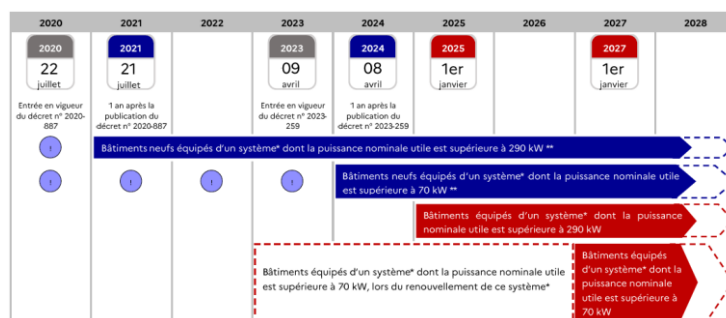 2020 2021 2022 2023 2024 2025 2026 2027 2028
2020 2021 2023 2024 2025 2027
22 21 09 08 1er 1er
juillet juillet avril avril janvier janvier
Entrée en vigueur
du décret n° 2020-
887
1 an après la
publication du
décret n° 2020-887
Entrée en vigueur
du décret n° 2023-
259
1 an après la
publication du
décret n° 2023-259
! Bâtiments neufs équipés d'un système* dont la puissance nominale utile est supérieure à 290 kW **
! ! ! !
Bâtiments neufs équipés d'un système* dont la puissance nominale utile
est supérieure à 70 kW **
Bâtiments équipés d'un système* dont la puissance
nominale utile est supérieure à 290 kW
Bâtiments équipés d'un système* dont la puissance nominale utile
est supérieure à 70 kW, lors du renouvellement de ce système*
Bâtiments équipés
d'un système* dont
la puissance
nominale utile est
supérieure à
70 kW